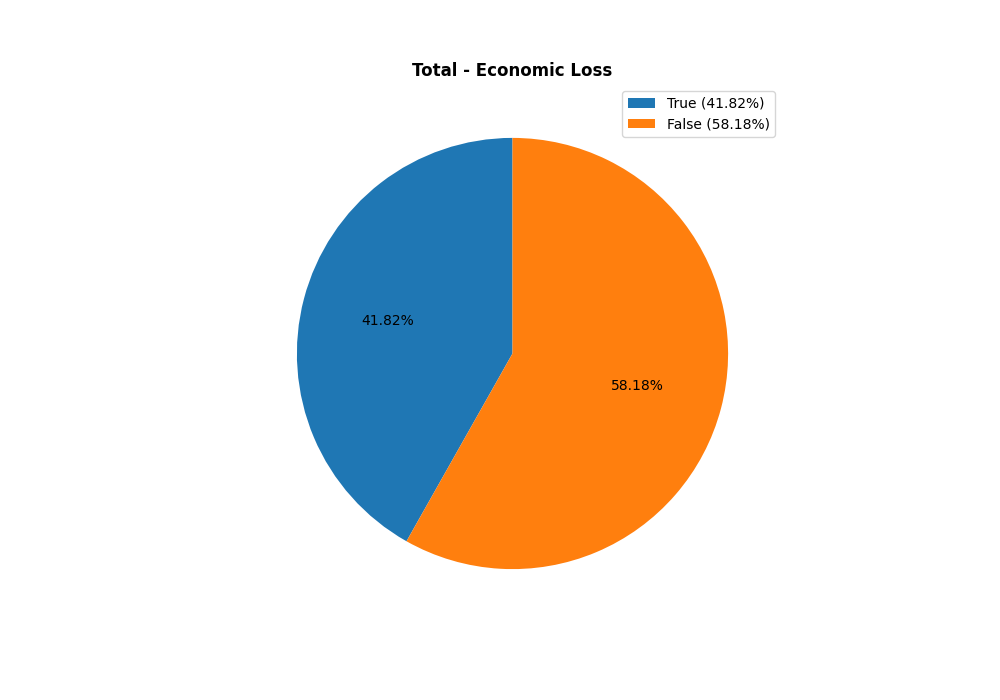 Total - Economic Loss
True (41.82%)
False (58.18%)
41.82%
58.18%